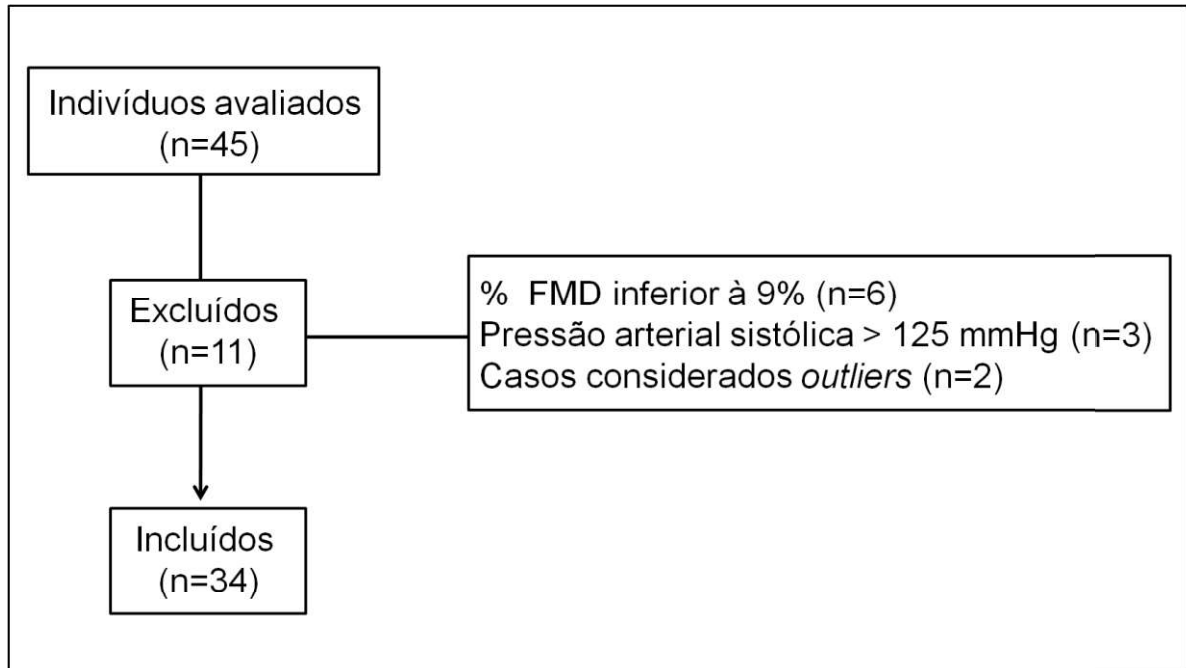 Indivíduos avaliados
(n=45)
Excluídos
(n=11)
% FMD inferior à 9% (n=6)
Pressão arterial sistólica > 125 mmHg (n=3)
Casos considerados outliers (n=2)
Incluídos
(n=34)